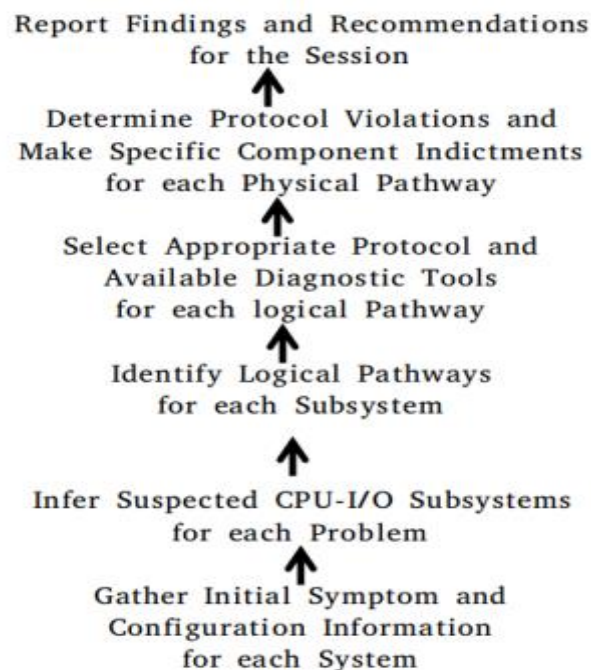 Report Findings and Recommendations
for the Session
Determine Protocol Violations and
Make Specific Component Indictments
for each Physical Pathway
Select Appropriate Protocol and
Available Diagnostic Tools
for each logical Pathway
Identify Logical Pathways
for each Subsystem
Infer Suspected CPU-I/O Subsystems
for each Problem
Gather Initial Symptom and
Configuration Information
for each System